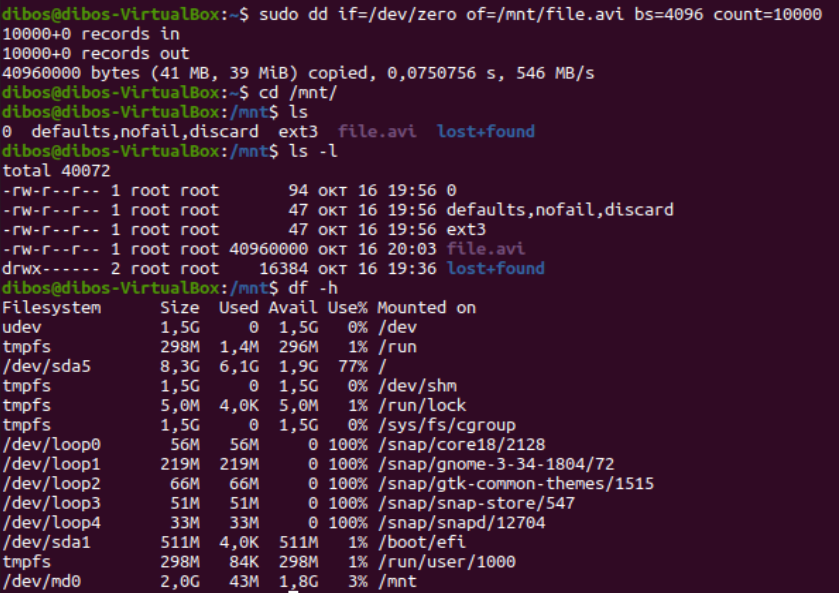 dibos@dibos-VirtualBox:~$ sudo dd if=/dev/zero of=/mnt/file.avi bs=4096 count=10000
10000+0 records in
10000+0 records out
40960000 bytes (41 MB, 39 MiB) copied, 0,0750756 s, 546 MB/s
dibos@dibos-VirtualBox:~$ cd /mnt/
dibos@dibos-VirtualBox:/mnt$ ls
0  defaults,nofail,discard  ext3  file.avi  lost+found
dibos@dibos-VirtualBox:/mnt$ ls -l
total 40072
-rw-r--r-- 1 root root       94 окт 16 19:56 0
-rw-r--r-- 1 root root       47 окт 16 19:56 defaults,nofail,discard
-rw-r--r-- 1 root root       47 окт 16 19:56 ext3
-rw-r--r-- 1 root root 40960000 окт 16 20:03 file.avi
drwx------ 2 root root    16384 окт 16 19:36 lost+found
dibos@dibos-VirtualBox:/mnt$ df -h
Filesystem      Size  Used Avail Use% Mounted on
udev            1,5G     0  1,5G   0% /dev
tmpfs           298M  1,4M  296M   1% /run
/dev/sda5       8,3G  6,1G  1,9G  77% /
tmpfs           1,5G     0  1,5G   0% /dev/shm
tmpfs           5,0M  4,0K  5,0M   1% /run/lock
tmpfs           1,5G     0  1,5G   0% /sys/fs/cgroup
/dev/loop0       56M   56M     0 100% /snap/core18/2128
/dev/loop1      219M  219M     0 100% /snap/gnome-3-34-1804/72
/dev/loop2       66M   66M     0 100% /snap/gtk-common-themes/1515
/dev/loop3       51M   51M     0 100% /snap/snap-store/547
/dev/loop4       33M   33M     0 100% /snap/snapd/12704
/dev/sda1       511M  4,0K  511M   1% /boot/efi
tmpfs           298M   84K  298M   1% /run/user/1000
/dev/md0        2,0G   43M  1,8G   3% /mnt